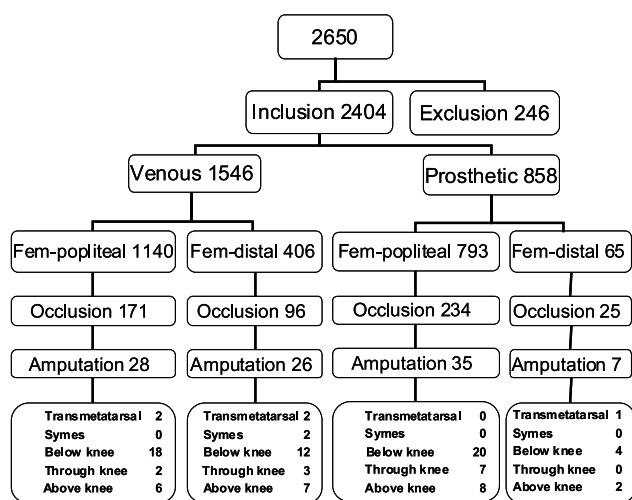 2650
Inclusion 2404
Exclusion 246
Venous 1546
Prosthetic 858
Fem-popliteal 1140
Fem-distal 406
Fem-popliteal 793
Fem-distal 65
Occlusion 171
Occlusion 96
Occlusion 234
Occlusion 25
Amputation 28
Amputation 26
Amputation 35
Amputation 7
Transmetatarsal 2
Symes 0
Below knee 18
Through knee 2
Above knee 6
Transmetatarsal 2
Symes 2
Below knee 12
Through knee 3
Above knee 7
Transmetatarsal 0
Symes 0
Below knee 20
Through knee 7
Above knee 8
Transmetatarsal 1
Symes 0
Below knee 4
Through knee 0
Above knee 2